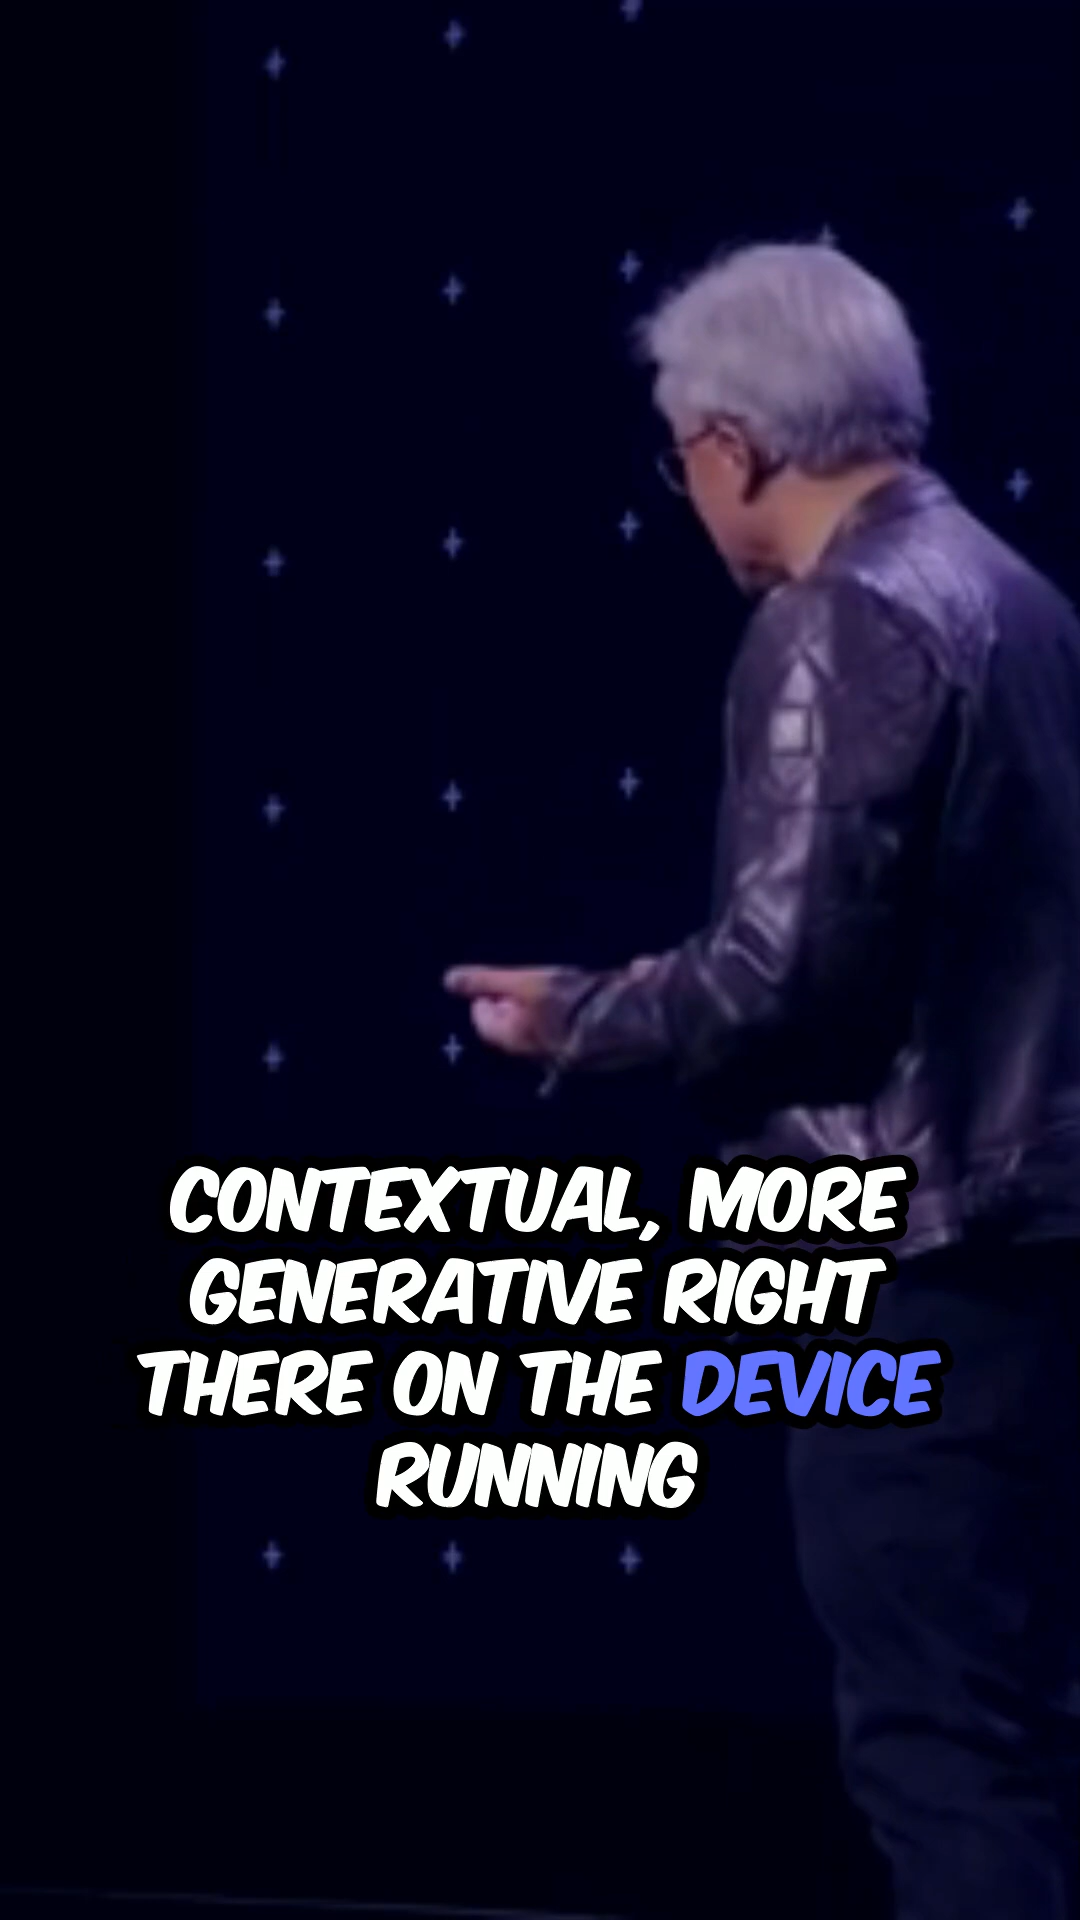 CONTEXTUAL, MORE
GENERATIVE RIGHT
THERE ON THE DEVICE
RUNNING